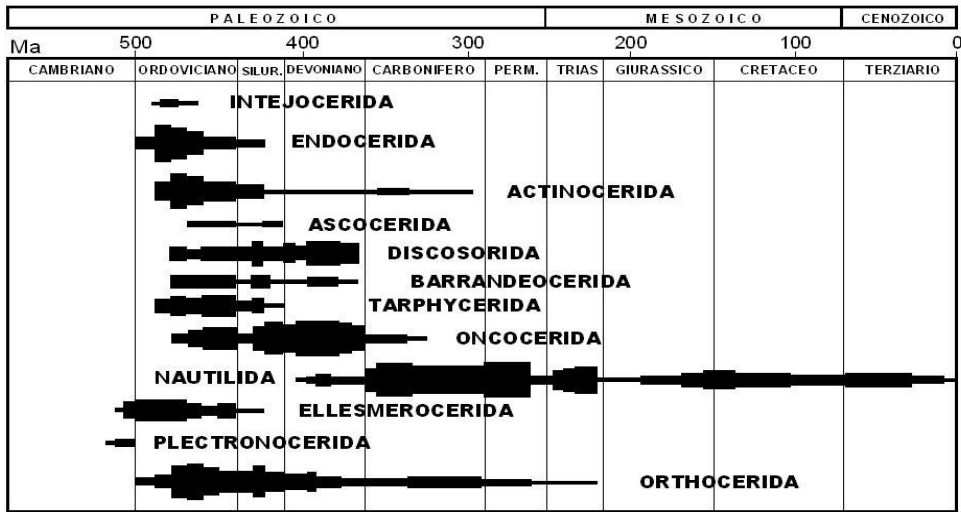 PALEOZOICO MESOZOICO CENOZOICO
Ma 500 400 300 200 100 0
CAMBRIANO ORDOVICIANO SILUR. DEVONIANO CARBONIFERO PERM. TRIAS GIURASSICO CRETACEO TERZIARIO
INTEJOCERIDA
ENDOCERIDA
ACTINOCERIDA
ASCOCERIDA
DISCOSORIDA
BARRANDEOCERIDA
TARPHYCERIDA
ONCOCERIDA
NAUTILIDA
ELLESMEROCERIDA
PLECTRONOCERIDA
ORTHOCERIDA